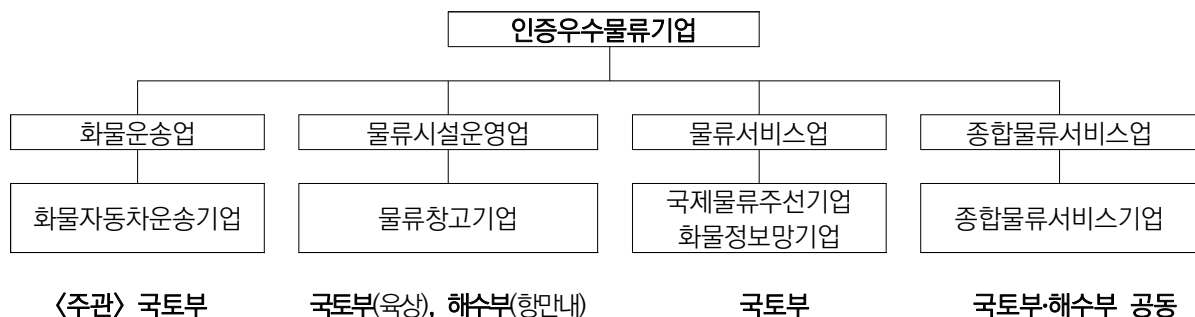 인증우수물류기업
화물운송업 물류시설운영업 물류서비스업 종합물류서비스업
화물자동차운송기업 물류창고기업 국제물류주선기업 종합물류서비스기업
화물정보망기업
〈주관〉 국토부 국토부(육상), 해수부(항만내) 국토부 국토부·해수부 공동